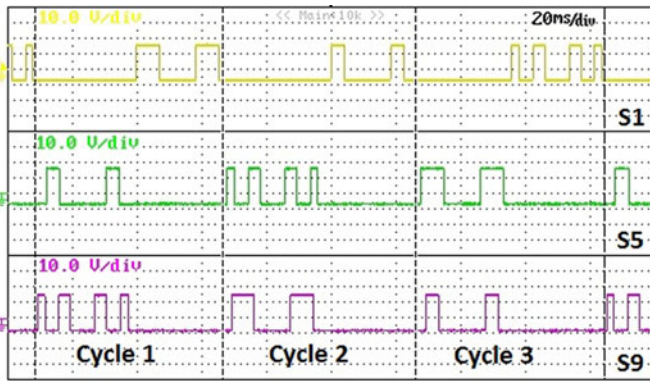 10.0 V/div << Main:10k >> 20ms/div
S1
10.0 V/div
S5
10.0 V/div
Cycle 1 Cycle 2 Cycle 3
S9